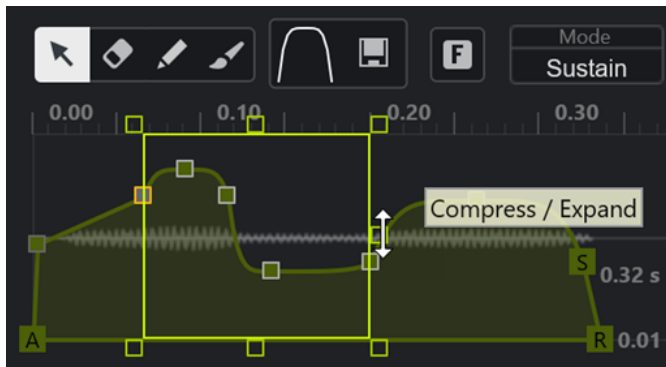 F
Mode
Sustain
0.00 0.10 0.20 0.30
Compress / Expand
S
0.32 s
A
R
0.01